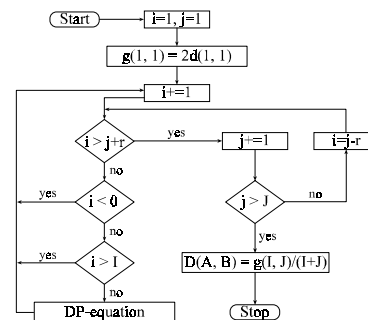 Start
i=1, j=1
g(1, 1) = 2d(1, 1)
i+=1
i > j+r
yes
j+=1
i=j-r
no
yes
i < 0
j > J
no
no
yes
yes
i > I
D(A, B) = g(I, J)/(I+J)
no
DP-equation
Stop